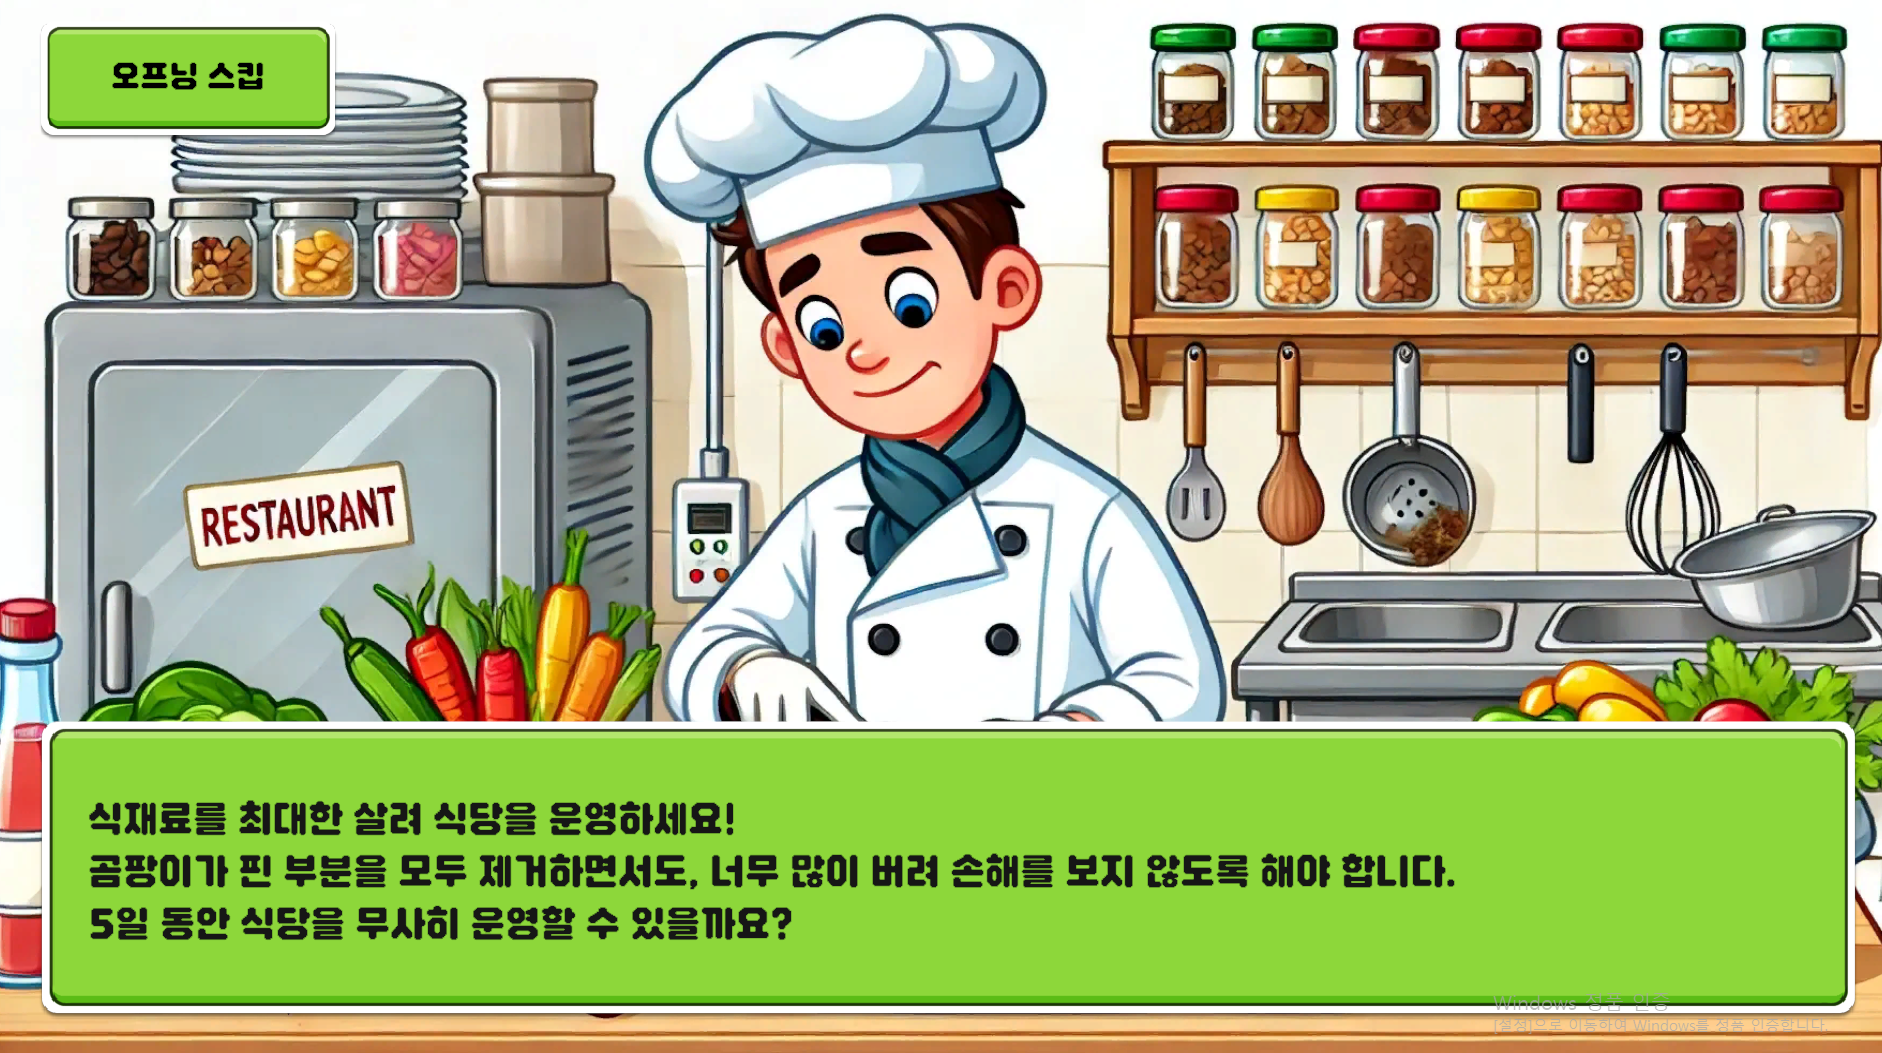 오프닝 스킵
RESTAURANT
식재료를 최대한 살려 식당을 운영하세요!
곰팡이가 핀 부분을 모두 제거하면서도, 너무 많이 버려 손해를 보지 않도록 해야 합니다.
5일 동안 식당을 무사히 운영할 수 있을까요?
Windows 정품 인증
[설정]으로 이동하여 Windows를 정품 인증합니다.